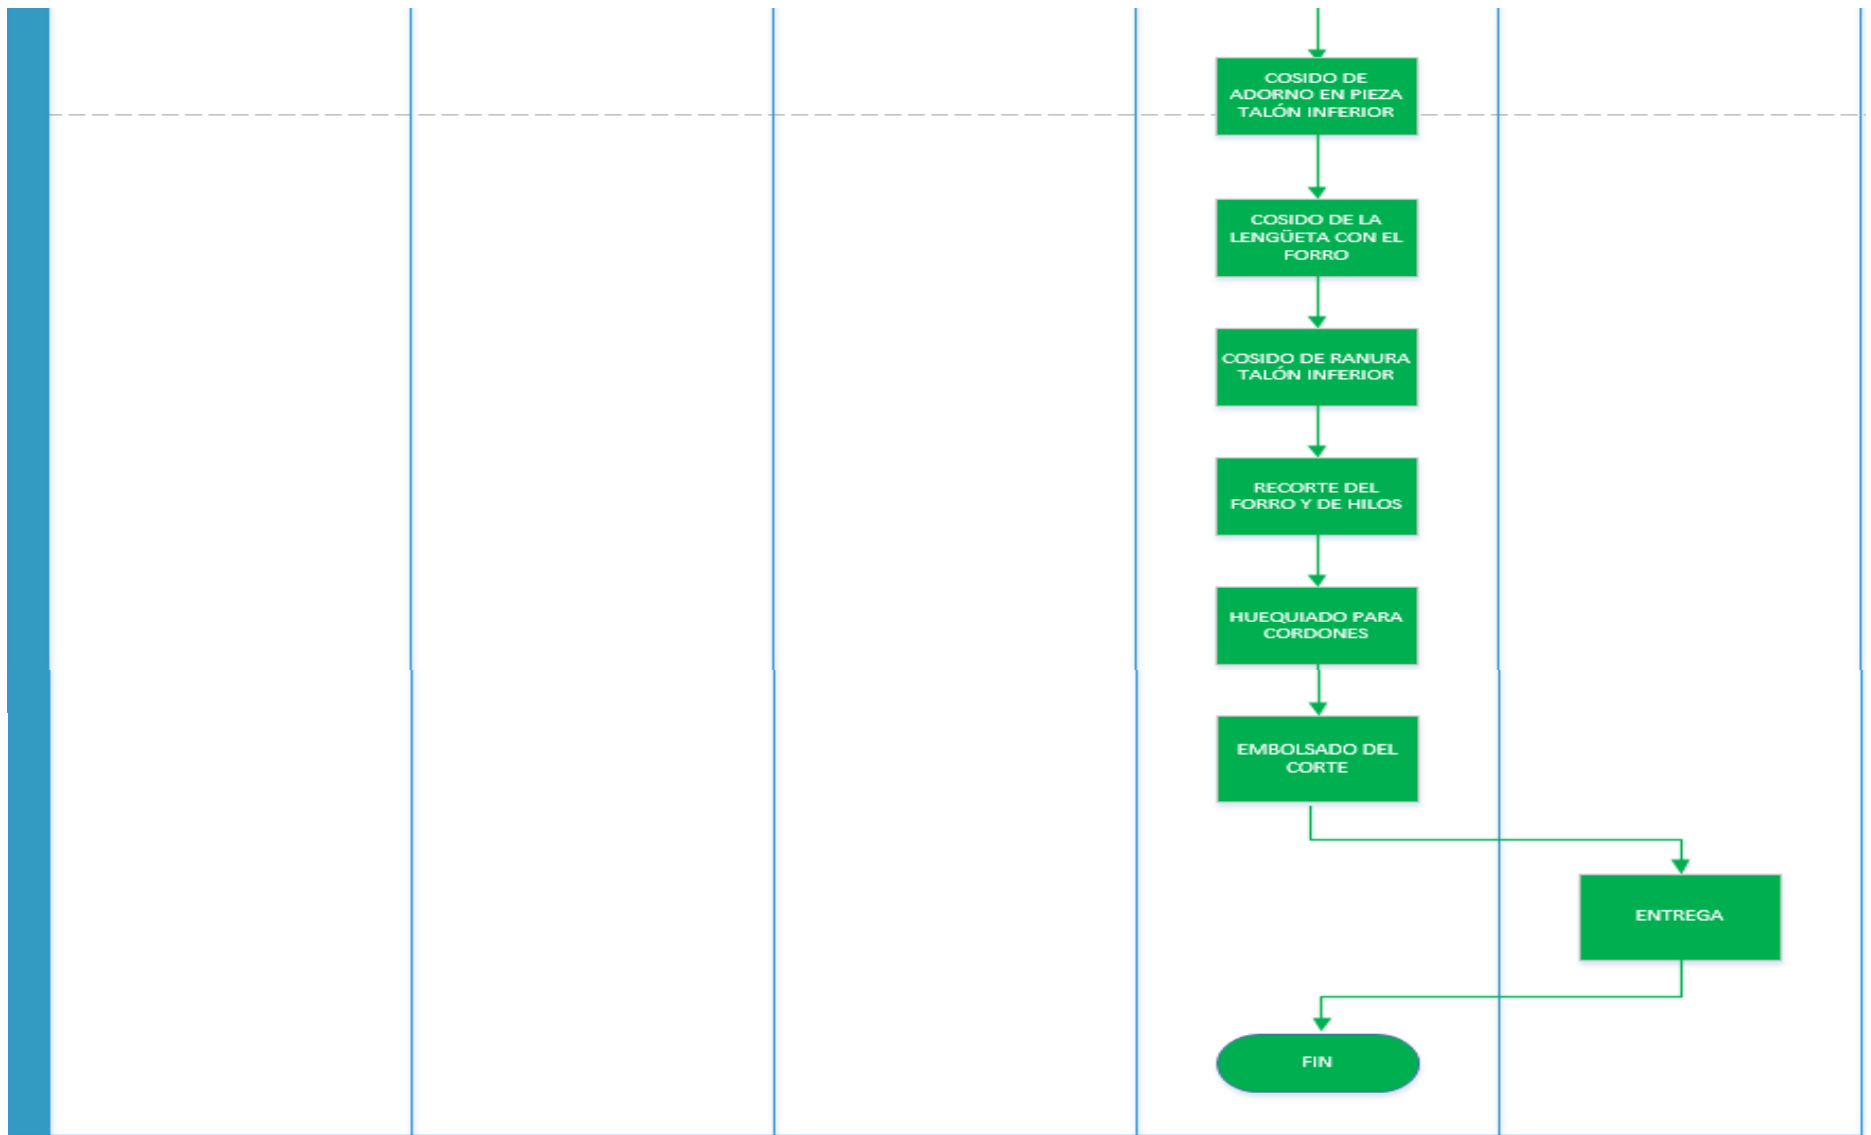 COSIDO DE
ADORNO EN PIEZA
TALÓN INFERIOR
COSIDO DE LA
LENGÜETA CON EL
FORRO
COSIDO DE RANURA
TALÓN INFERIOR
RECORTE DEL
FORRO Y DE HILOS
HUEQUIADO PARA
CORDONES
EMBOLSADO DEL
CORTE
ENTREGA
FIN